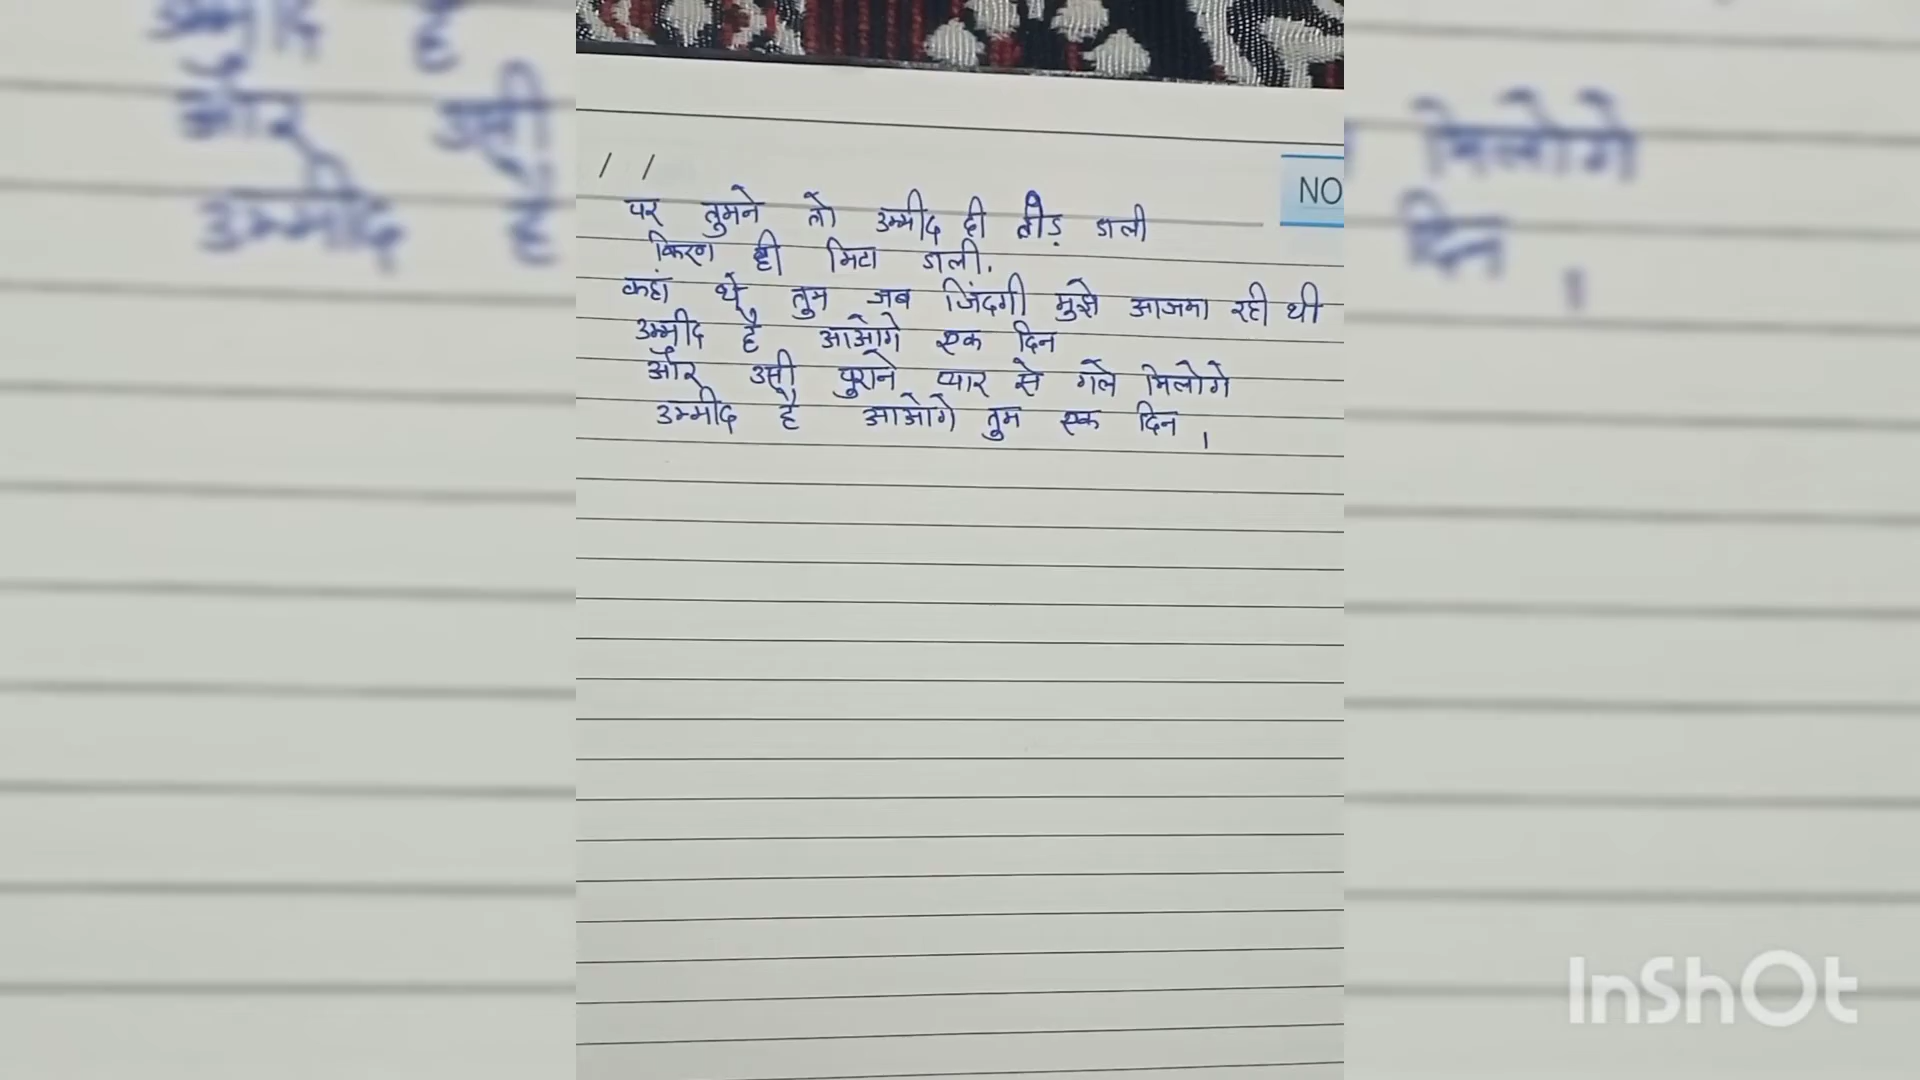 / /
NO
पर तुमने तो उम्मीद ही तोड़ डाली
किरण ही मिटा डाली.
कहां थे तुम जब जिंदगी मुझे आजमा रही थी
उम्मीद है आओगे एक दिन
और उसी पुराने प्यार से गले मिलोगे
उम्मीद है आओगे तुम एक दिन ।
InShOt